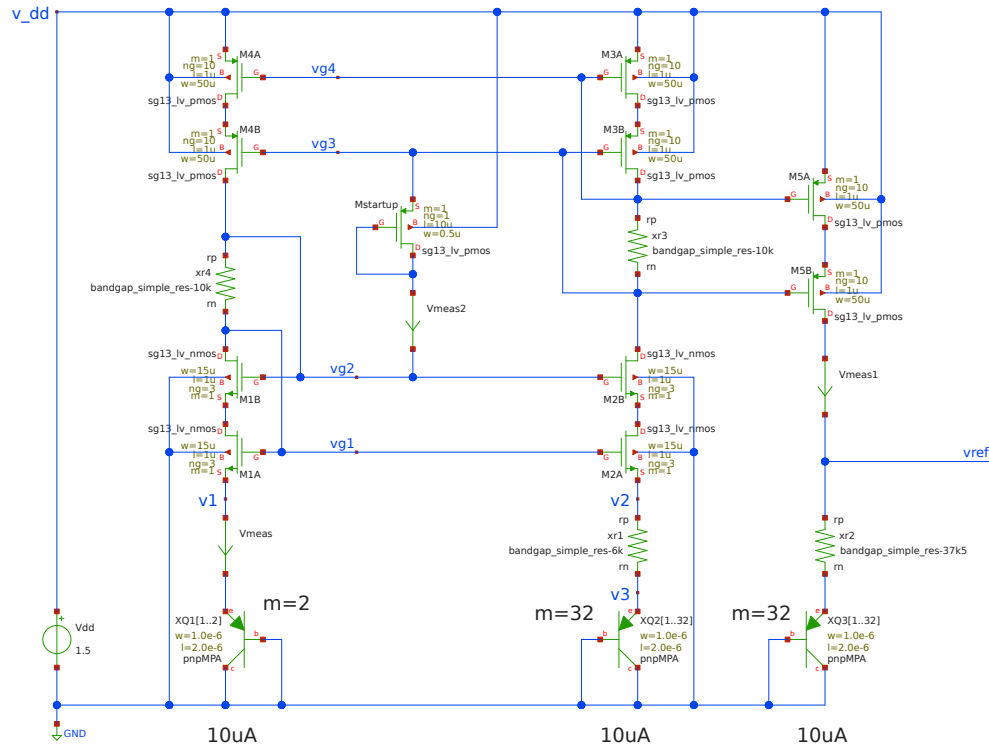 v_dd
S
M4A
m=1
ng=10
l=1u
w=50u
B
G
D
sg13_lv_pmos
vg4
S
M3A
m=1
ng=10
l=1u
w=50u
B
G
D
sg13_lv_pmos
S
M4B
m=1
ng=10
l=1u
w=50u
B
G
D
sg13_lv_pmos
vg3
S
M3B
m=1
ng=10
l=1u
w=50u
B
G
D
sg13_lv_pmos
Mstartup
S
m=1
ng=1
l=10u
w=0.5u
G
B
D
sg13_lv_pmos
M5A
S
m=1
ng=10
l=1u
w=50u
G
B
D
sg13_lv_pmos
rp
xr4
bandgap_simple_res-10k
rn
rp
xr3
bandgap_simple_res-10k
rn
M5B
S
m=1
ng=10
l=1u
w=50u
G
B
D
sg13_lv_pmos
Vmeas2
Vmeas1
sg13_lv_nmos
D
w=15u
l=1u
ng=3
m=1
B
G
S
M1B
vg2
sg13_lv_nmos
D
w=15u
l=1u
ng=3
m=1
G
B
S
M2B
sg13_lv_nmos
D
w=15u
l=1u
ng=3
m=1
B
G
S
M1A
vg1
sg13_lv_nmos
D
w=15u
l=1u
ng=3
m=1
G
B
S
M2A
vref
v1
Vmeas
v2
rp
xr1
bandgap_simple_res-6k
rn
rp
xr2
bandgap_simple_res-37k5
rn
v3
+
Vdd
1.5
GND
m=2
e
XQ1[1..2]
b
w=1.0e-6
l=2.0e-6
pnpMPA
c
m=32
e
XQ2[1..32]
b
w=1.0e-6
l=2.0e-6
pnpMPA
c
m=32
e
XQ3[1..32]
b
w=1.0e-6
l=2.0e-6
pnpMPA
c
10uA
10uA
10uA